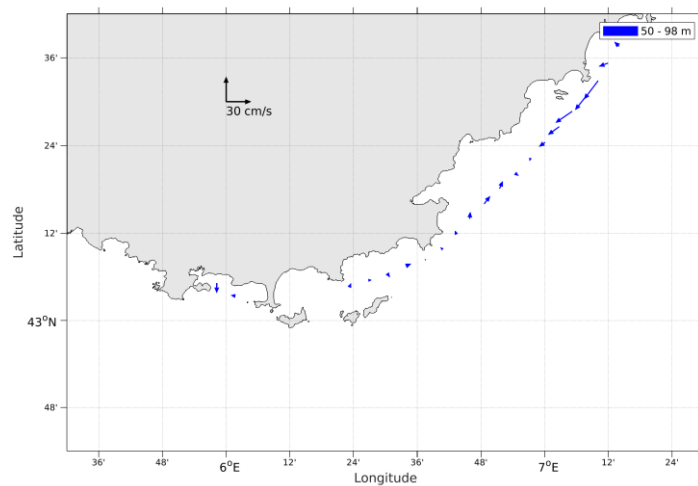 50 - 98 m
36'
30 cm/s
24'
Latitude
12'
43°N
48'
36' 48' 6°E 12' 24' 36' 48' 7°E 12' 24'
Longitude